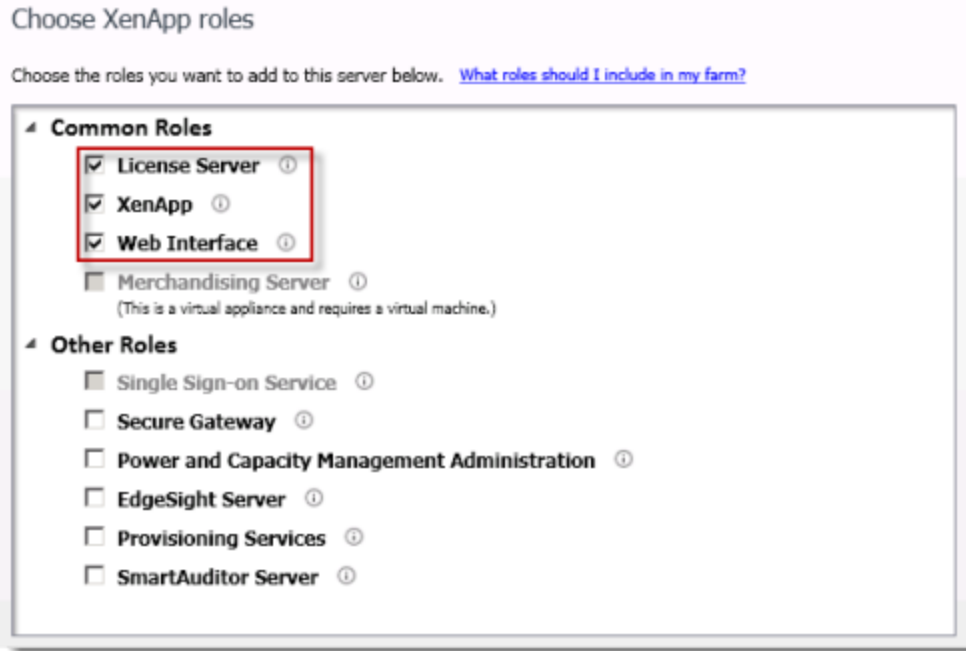 Choose XenApp roles
Choose the roles you want to add to this server below. What roles should I include in my farm?
Common Roles
License Server
XenApp
Web Interface
Merchandising Server
(This is a virtual appliance and requires a virtual machine.)
Other Roles
Single Sign-on Service
Secure Gateway
Power and Capacity Management Administration
EdgeSight Server
Provisioning Services
SmartAuditor Server